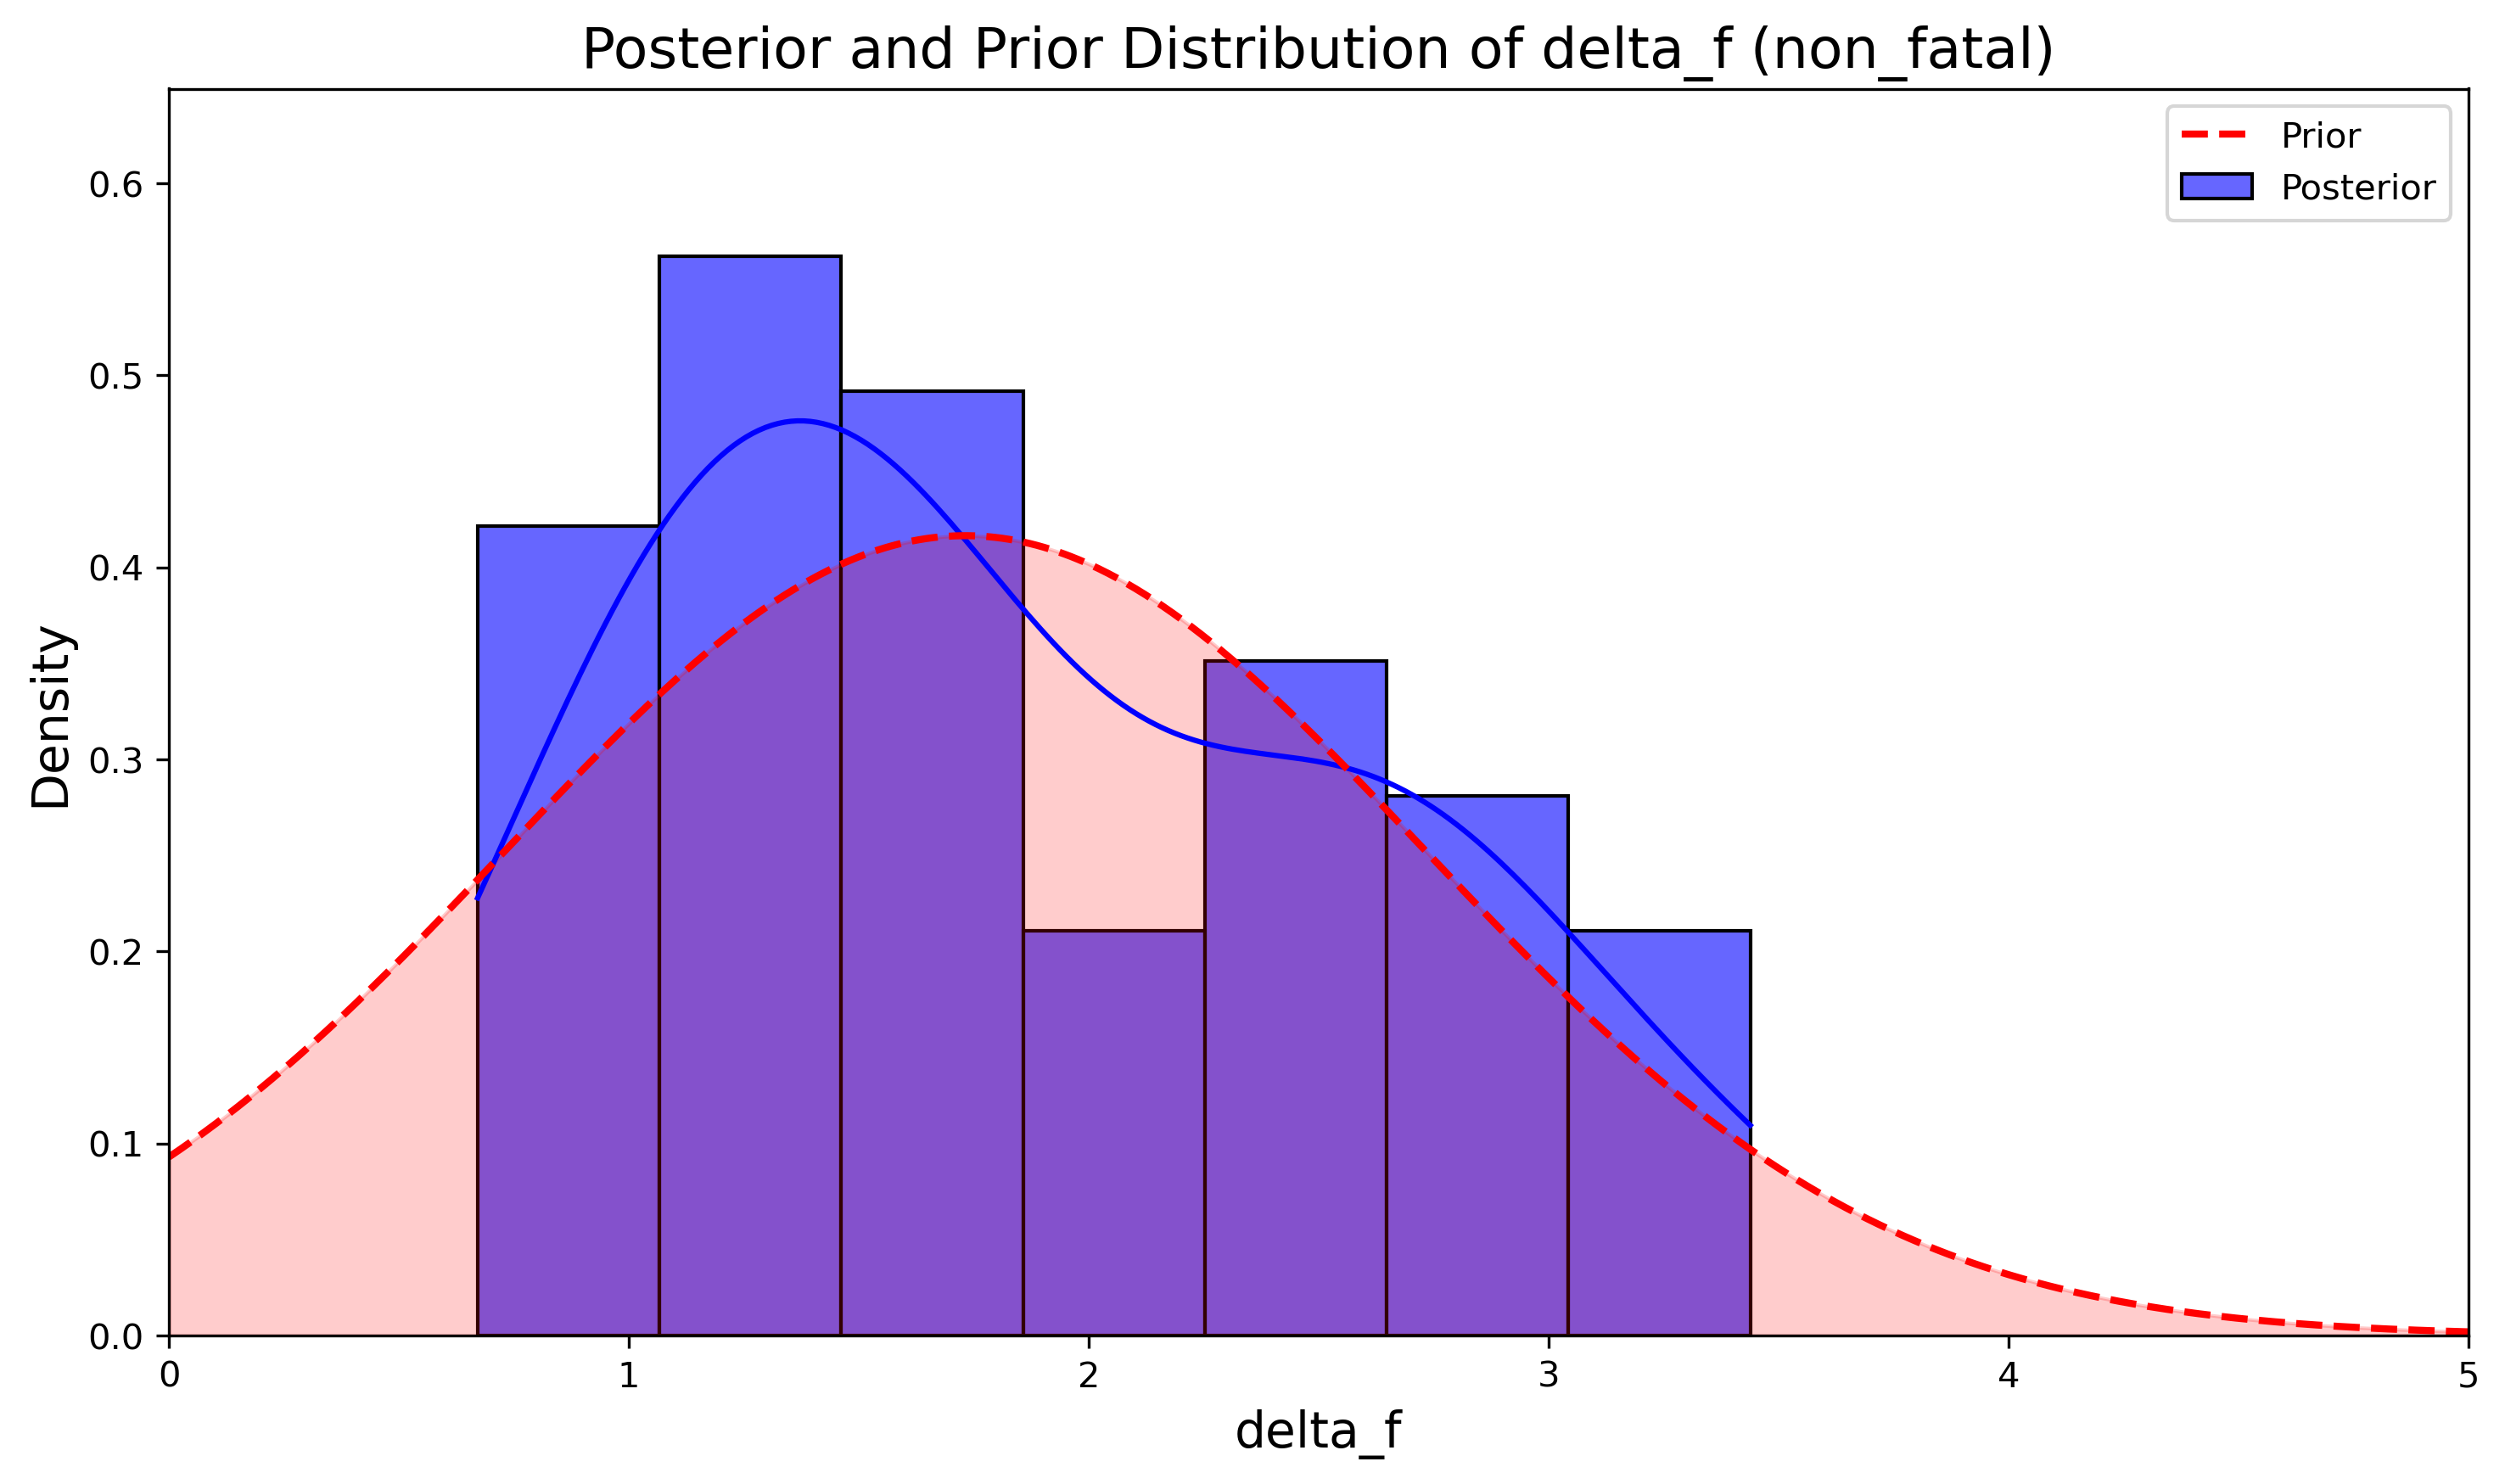 Posterior and Prior Distribution of delta_f (non_fatal)
Prior
Posterior
Density
0.6
0.5
0.4
0.3
0.2
0.1
0.0
0 1 2 3 4 5
delta_f